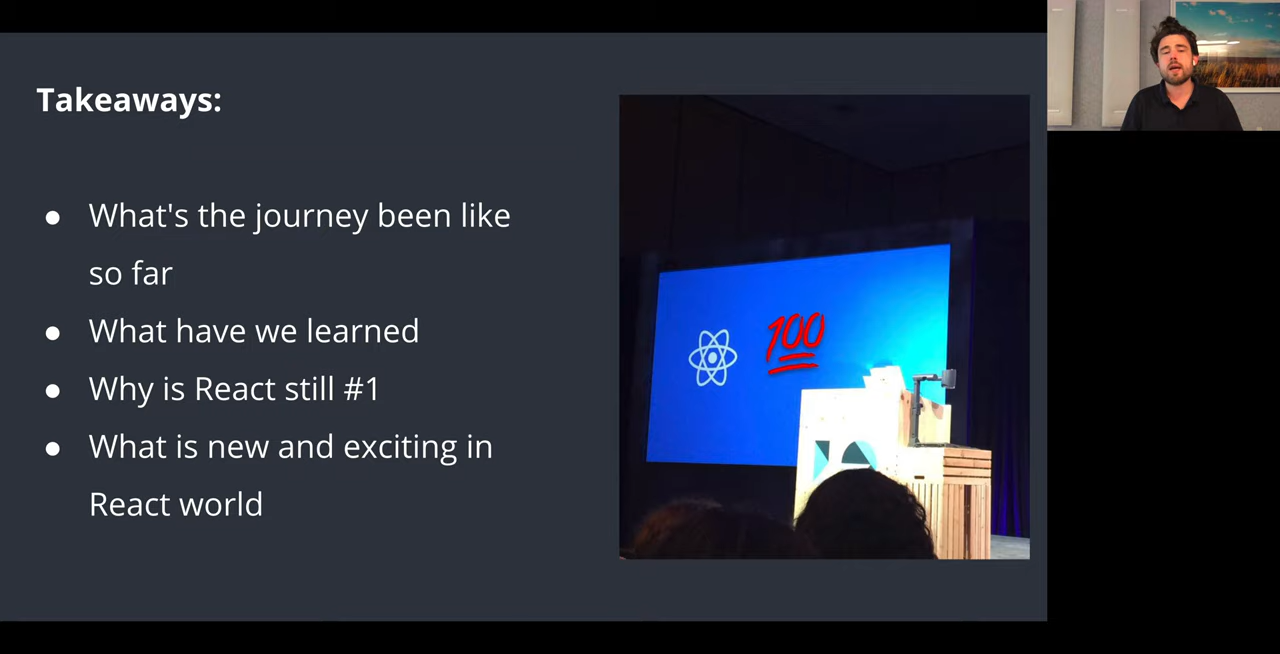 Takeaways:
● What's the journey been like
so far
● What have we learned
● Why is React still #1
● What is new and exciting in
React world
💯